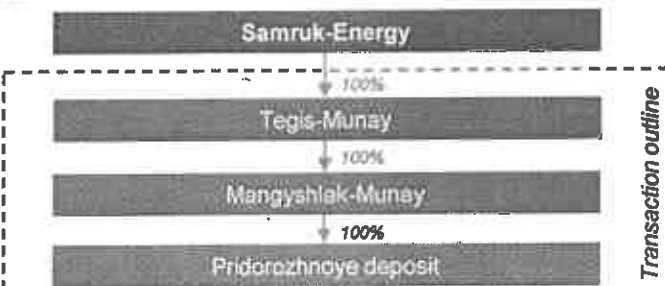 Samruk-Energy
100%
Tegis-Munay
100%
Mangyshlak-Munay
100%
Pridorozhnoye deposit
Transaction outline